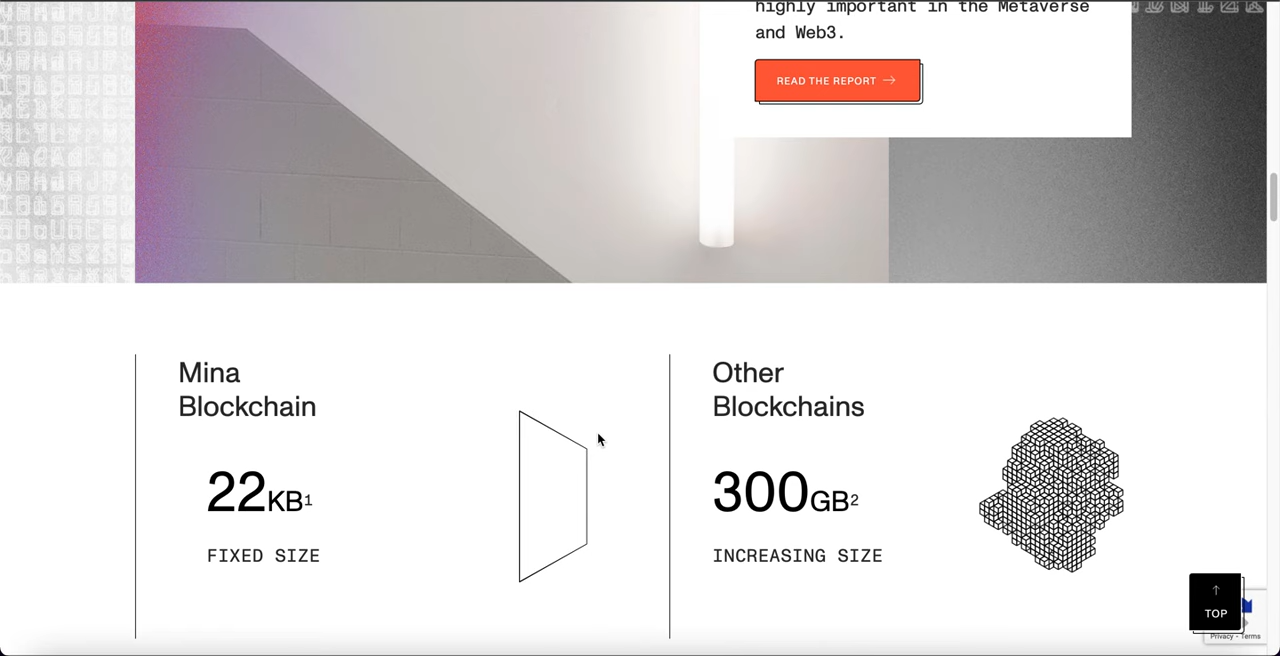 highly important in the Metaverse
and Web3.
READ THE REPORT →
Mina
Blockchain
22KB1
FIXED SIZE
Other
Blockchains
300GB2
INCREASING SIZE
↑
TOP
Privacy - Terms